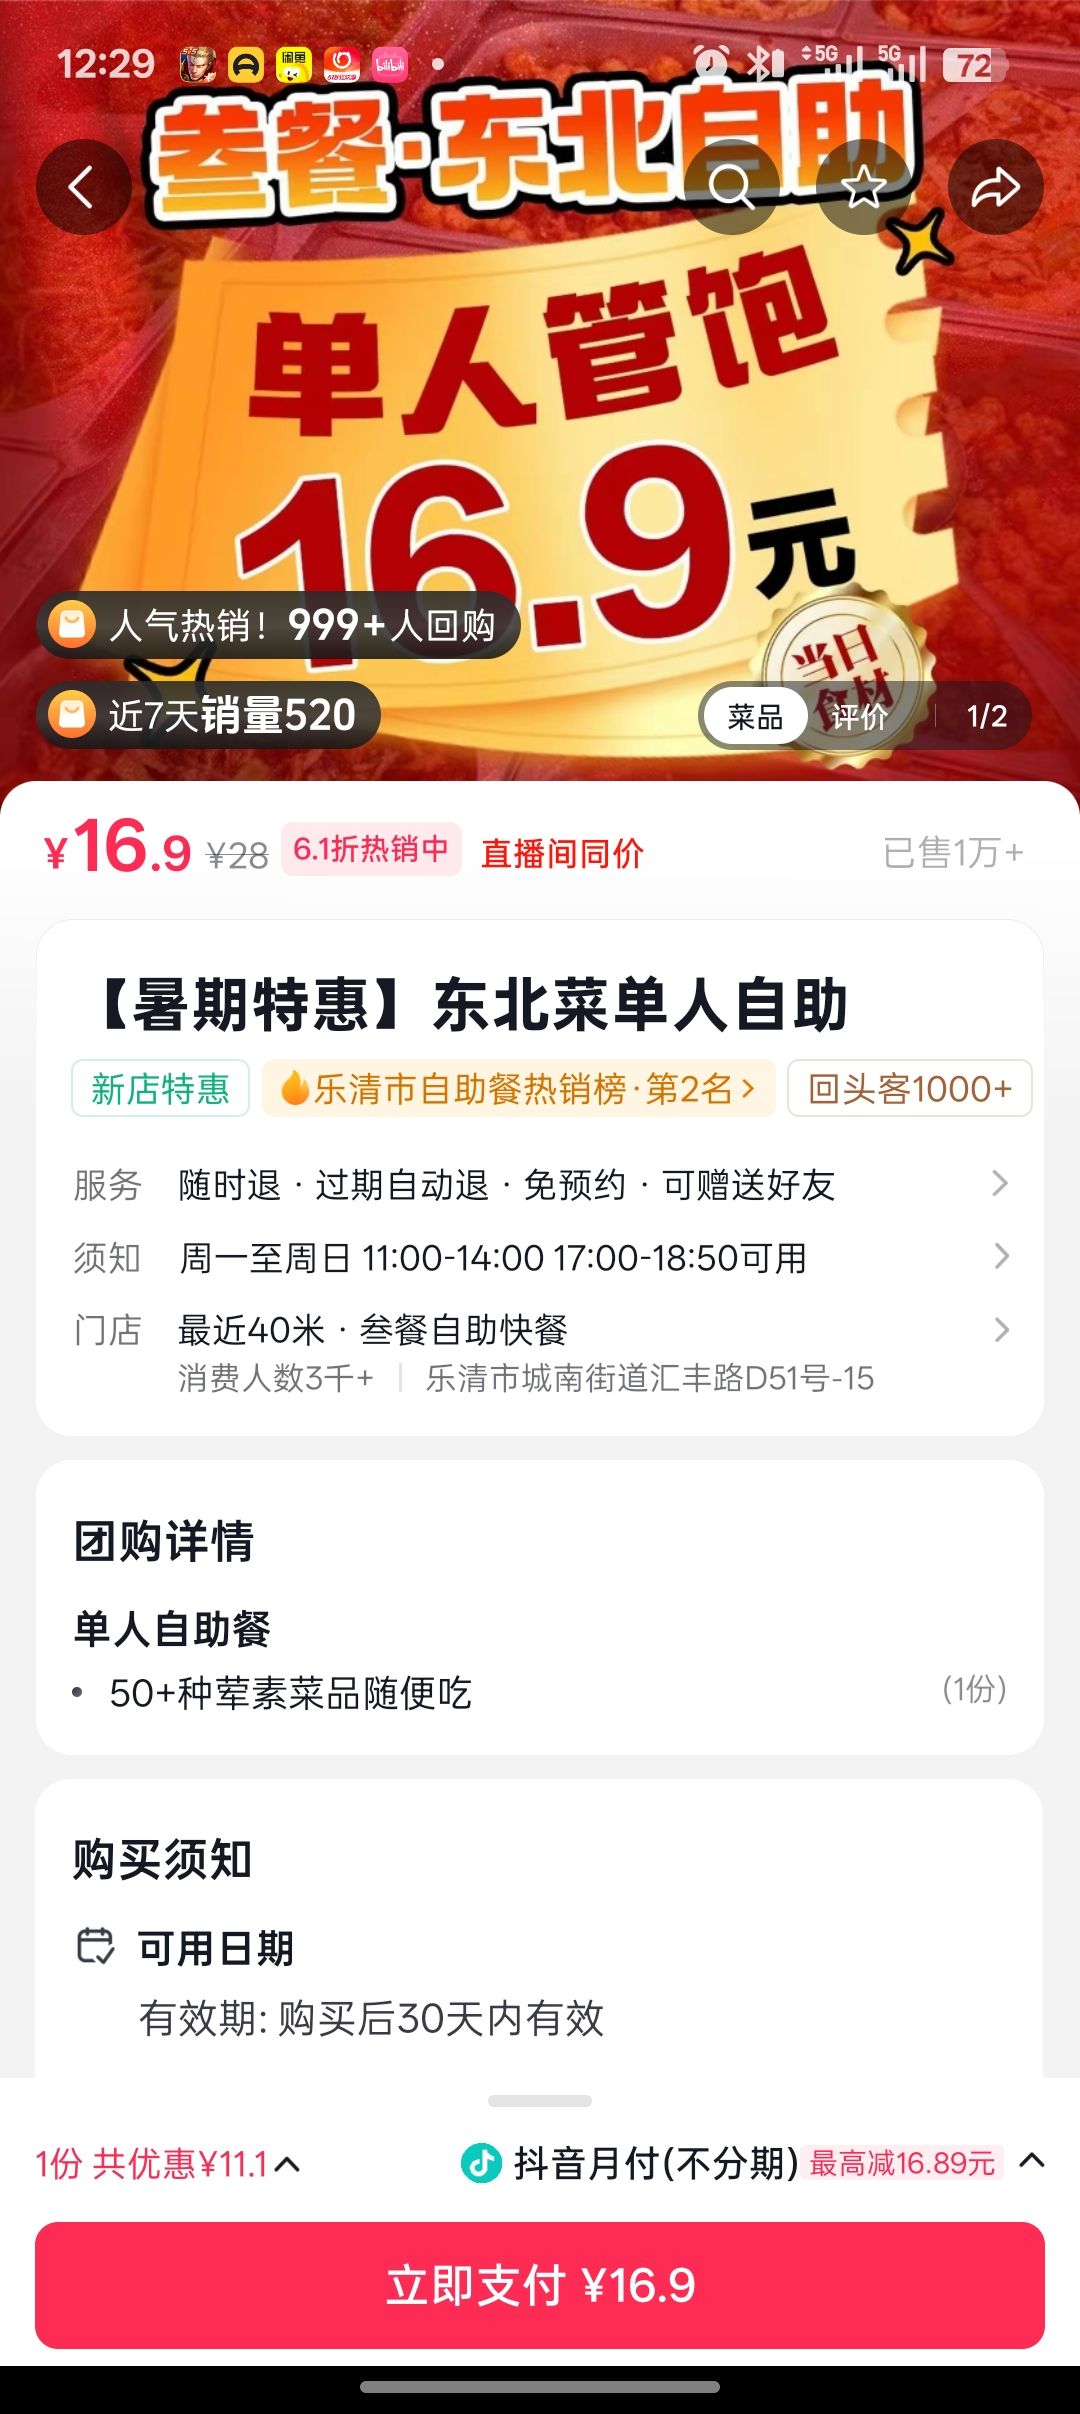 12:29
闲鱼
bilibili
5G
5G
72
叁餐·东北自助
单人管饱
16.9元
当日
食材
人气热销！999+人回购
近7天销量520
菜品
评价
1/2
¥16.9 ¥28 6.1折热销中 直播间同价 已售1万+
【暑期特惠】东北菜单人自助
新店特惠 乐清市自助餐热销榜·第2名> 回头客1000+
服务 随时退 · 过期自动退 · 免预约 · 可赠送好友
须知 周一至周日 11:00-14:00 17:00-18:50可用
门店 最近40米 · 叁餐自助快餐
消费人数3千+ | 乐清市城南街道汇丰路D51号-15
团购详情
单人自助餐
• 50+种荤素菜品随便吃 (1份)
购买须知
可用日期
有效期: 购买后30天内有效
1份 共优惠¥11.1 抖音月付(不分期) 最高减16.89元
立即支付 ¥16.9